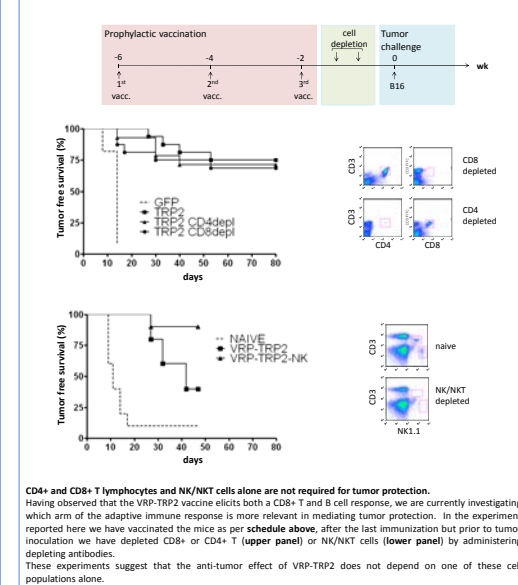 Prophylactic vaccination
cell
depletion
Tumor
challenge
-6
-4
-2
0
wk
1st
vacc.
2nd
vacc.
3rd
vacc.
B16
Tumor free survival (%)
100
75
50
25
0
GFP
TRP2
TRP2 CD4depl
TRP2 CD8depl
0 10 20 30 40 50 60 70 80
days
CD3
CD8
depleted
CD3
CD4
depleted
CD4
CD8
Tumor free survival (%)
100
75
50
25
0
NAIVE
VRP-TRP2
VRP-TRP2-NK
0 10 20 30 40 50 60 70 80
days
CD3
naive
CD3
NK/NKT
depleted
NK1.1
CD4+ and CD8+ T lymphocytes and NK/NKT cells alone are not required for tumor protection.
Having observed that the VRP-TRP2 vaccine elicits both a CD8+ T and B cell response, we are currently investigating
which arm of the adaptive immune response is more relevant in mediating tumor protection. In the experiment
reported here we have vaccinated the mice as per schedule above, after the last immunization but prior to tumor
inoculation we have depleted CD8+ or CD4+ T (upper panel) or NK/NKT cells (lower panel) by administering
depleting antibodies.
These experiments suggest that the anti-tumor effect of VRP-TRP2 does not depend on one of these cell
populations alone.